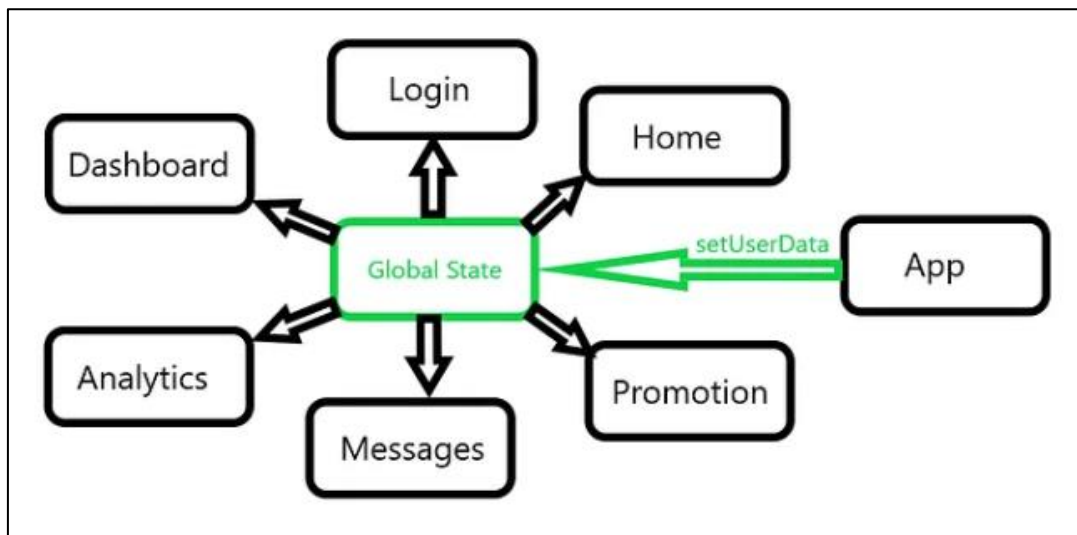 Login
Home
Dashboard
setUserData
Global State
App
Analytics
Promotion
Messages